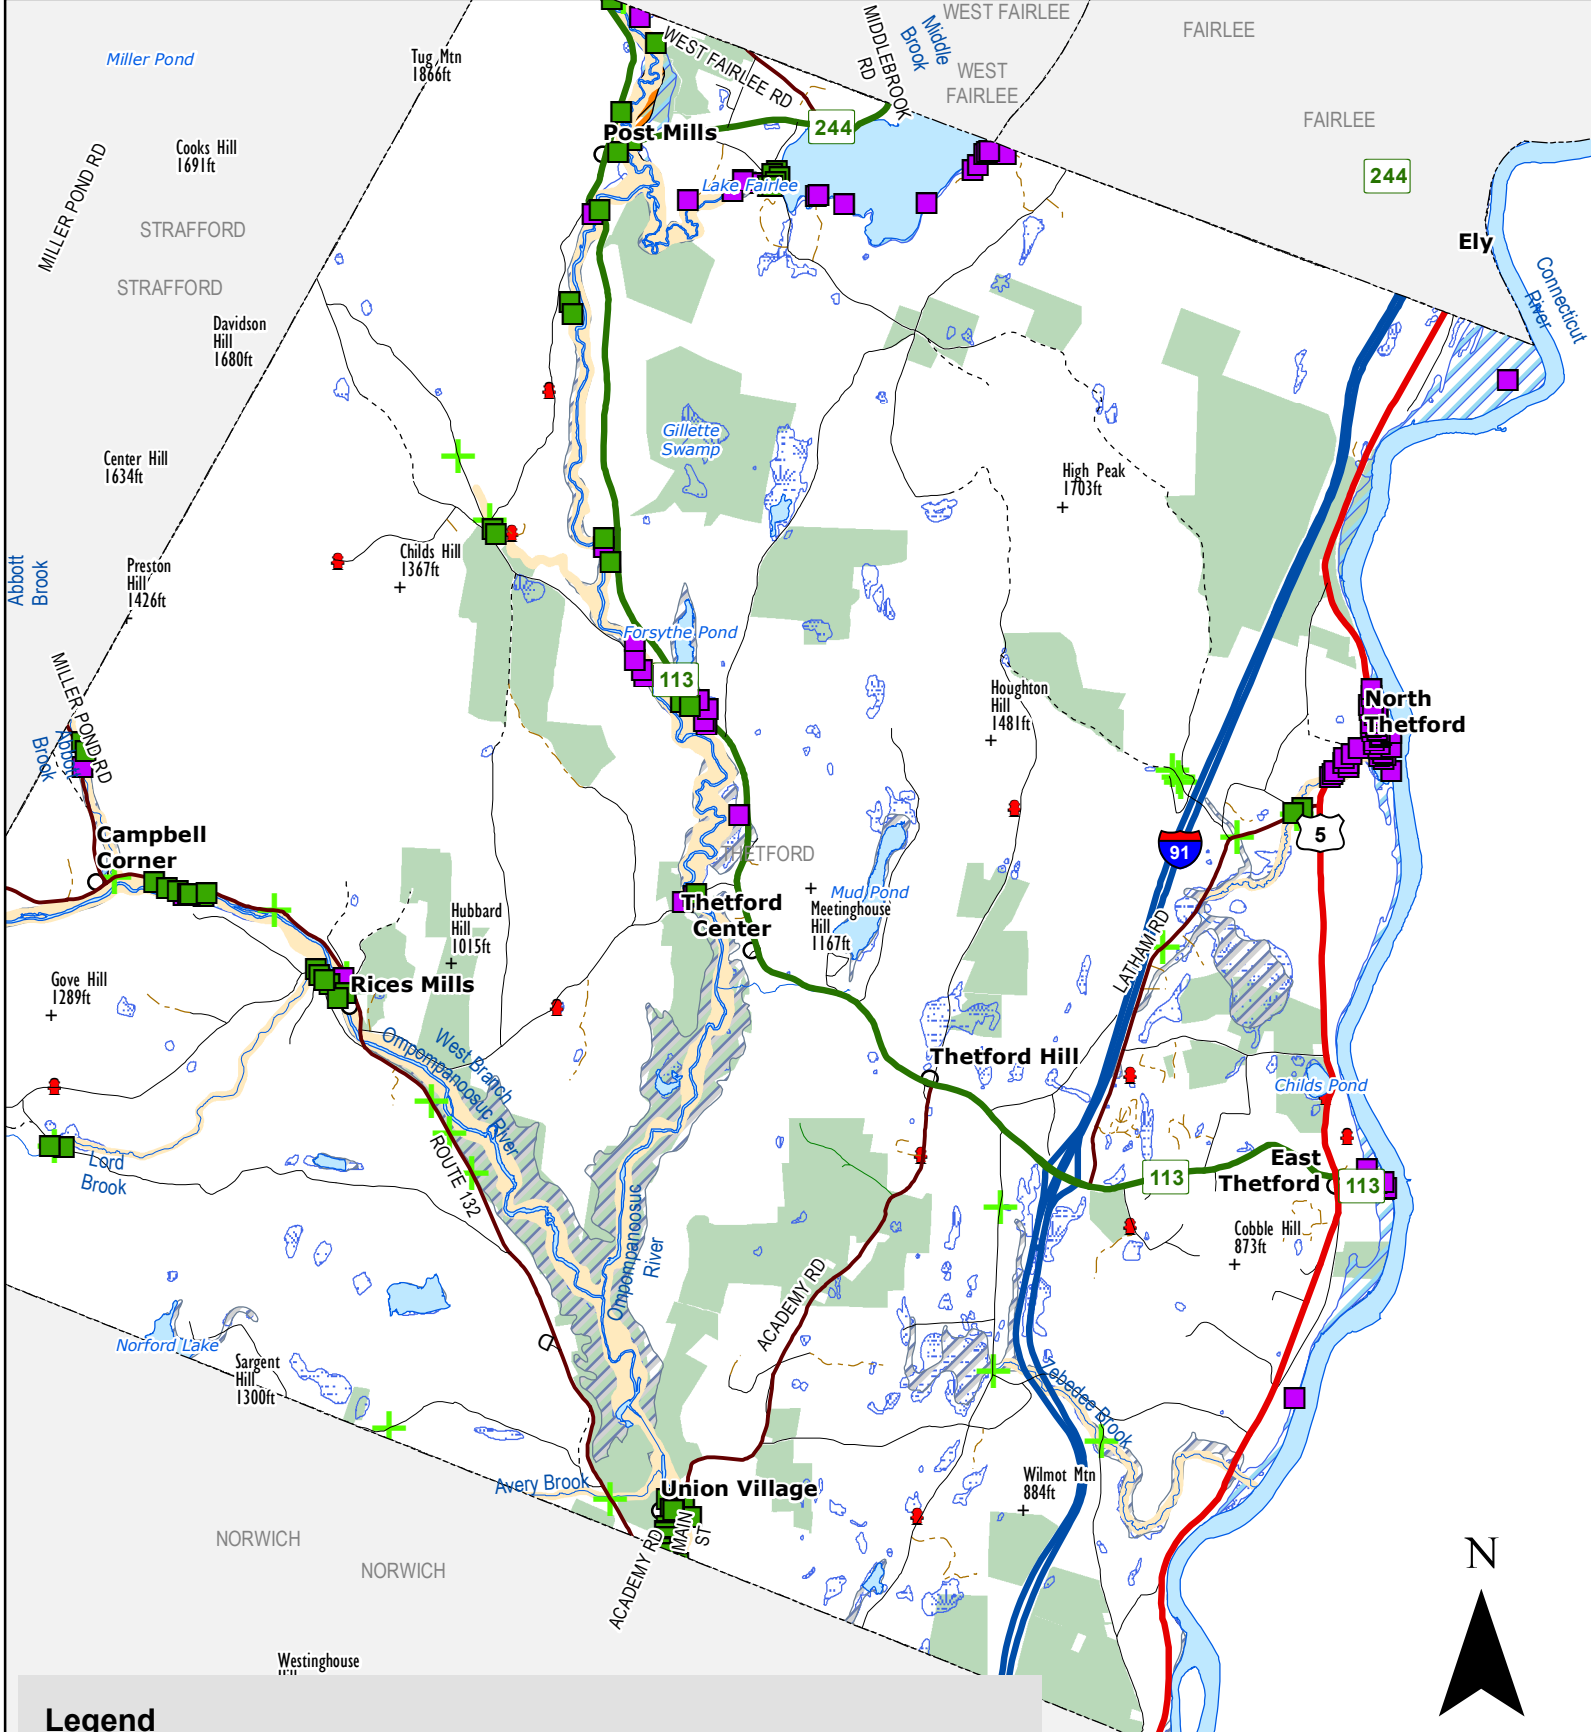 WEST FAIRLEE
FAIRLEE
MIDDLEBROOK
RD
Middle
Brook
Miller Pond
Tug Mtn
1866ft
WEST FAIRLEE RD
WEST
FAIRLEE
FAIRLEE
Post Mills
244
Cooks Hill
1691ft
244
Lake Fairlee
MILLER POND RD
STRAFFORD
Ely
STRAFFORD
Connecticut
River
Davidson
Hill
1680ft
Gillette
Swamp
Center Hill
1634ft
High Peak
1703ft
Childs Hill
1367ft
Abbott
Brook
Preston
Hill
1426ft
Forsythe Pond
113
MILLER POND RD
Houghton
Hill
1481ft
North
Thetford
Abbott
Brook
Campbell
Corner
5
91
THETFORD
Mud Pond
Thetford
Center
Meetinghouse
Hill
1167ft
Hubbard
Hill
1015ft
LATHAM RD
Gove Hill
1289ft
Rices Mills
West Branch
Ompompanoosuc River
Thetford Hill
Childs Pond
Lord
Brook
ROUTE 132
East
Thetford
113
113
Ompompanoosuc
River
Cobble Hill
873ft
ACADEMY RD
Norford Lake
Sargent
Hill
1300ft
Zebedee Brook
Avery Brook
Union Village
Wilmot Mtn
884ft
MAIN
ST
ACADEMY RD
NORWICH
NORWICH
N
Westinghouse
Legend